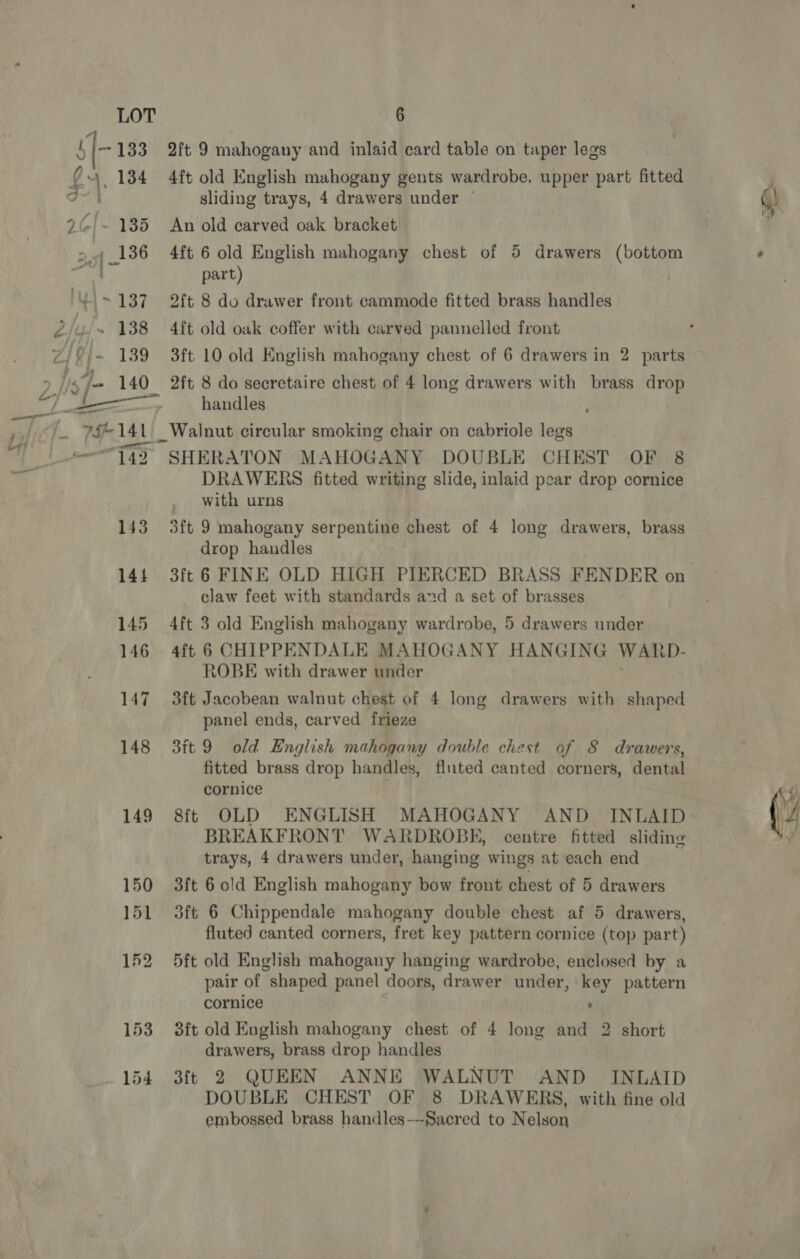 LOT 6
133 2ft 9 mahogany and inlaid card table on taper legs
134 4ft old English mahogany gents wardrobe. upper part fitted
sliding trays, 4 drawers under
135 An old carved oak bracket
136 4ft 6 old English mahogany chest of 5 drawers (bottom
part)
137 2ft 8 do drawer front cammode fitted brass handles
138 4ft old oak coffer with carved pannelled front
139 3ft 10 old English mahogany chest of 6 drawers in 2 parts
140 2ft 8 do secretaire chest of 4 long drawers with brass drop
handles
141 Walnut circular smoking chair on cabriole legs
142 SHERATON MAHOGANY DOUBLE CHEST OF 8
DRAWERS fitted writing slide, inlaid pear drop cornice
with urns
143 3ft 9 mahogany serpentine chest of 4 long drawers, brass
drop handles
144 3ft 6 FINE OLD HIGH PIERCED BRASS FENDER on
claw feet with standards and a set of brasses
145 4ft 3 old English mahogany wardrobe, 5 drawers under
146 4ft 6 CHIPPENDALE MAHOGANY HANGING WARD-
ROBE with drawer under
147 3ft Jacobean walnut chest of 4 long drawers with shaped
panel ends, carved frieze
148 3ft 9 old English mahogany double chest of 8 drawers,
fitted brass drop handles, fluted canted corners, dental
cornice
149 8ft OLD ENGLISH MAHOGANY AND INLAID
BREAKFRONT WARDROBE, centre fitted sliding
trays, 4 drawers under, hanging wings at each end
150 3ft 6 old English mahogany bow front chest of 5 drawers
151 3ft 6 Chippendale mahogany double chest af 5 drawers,
fluted canted corners, fret key pattern cornice (top part)
152 5ft old English mahogany hanging wardrobe, enclosed by a
pair of shaped panel doors, drawer under, key pattern
cornice
153 3ft old English mahogany chest of 4 long and 2 short
drawers, brass drop handles
154 3ft 2 QUEEN ANNE WALNUT AND INLAID
DOUBLE CHEST OF 8 DRAWERS, with fine old
embossed brass handles---Sacred to Nelson